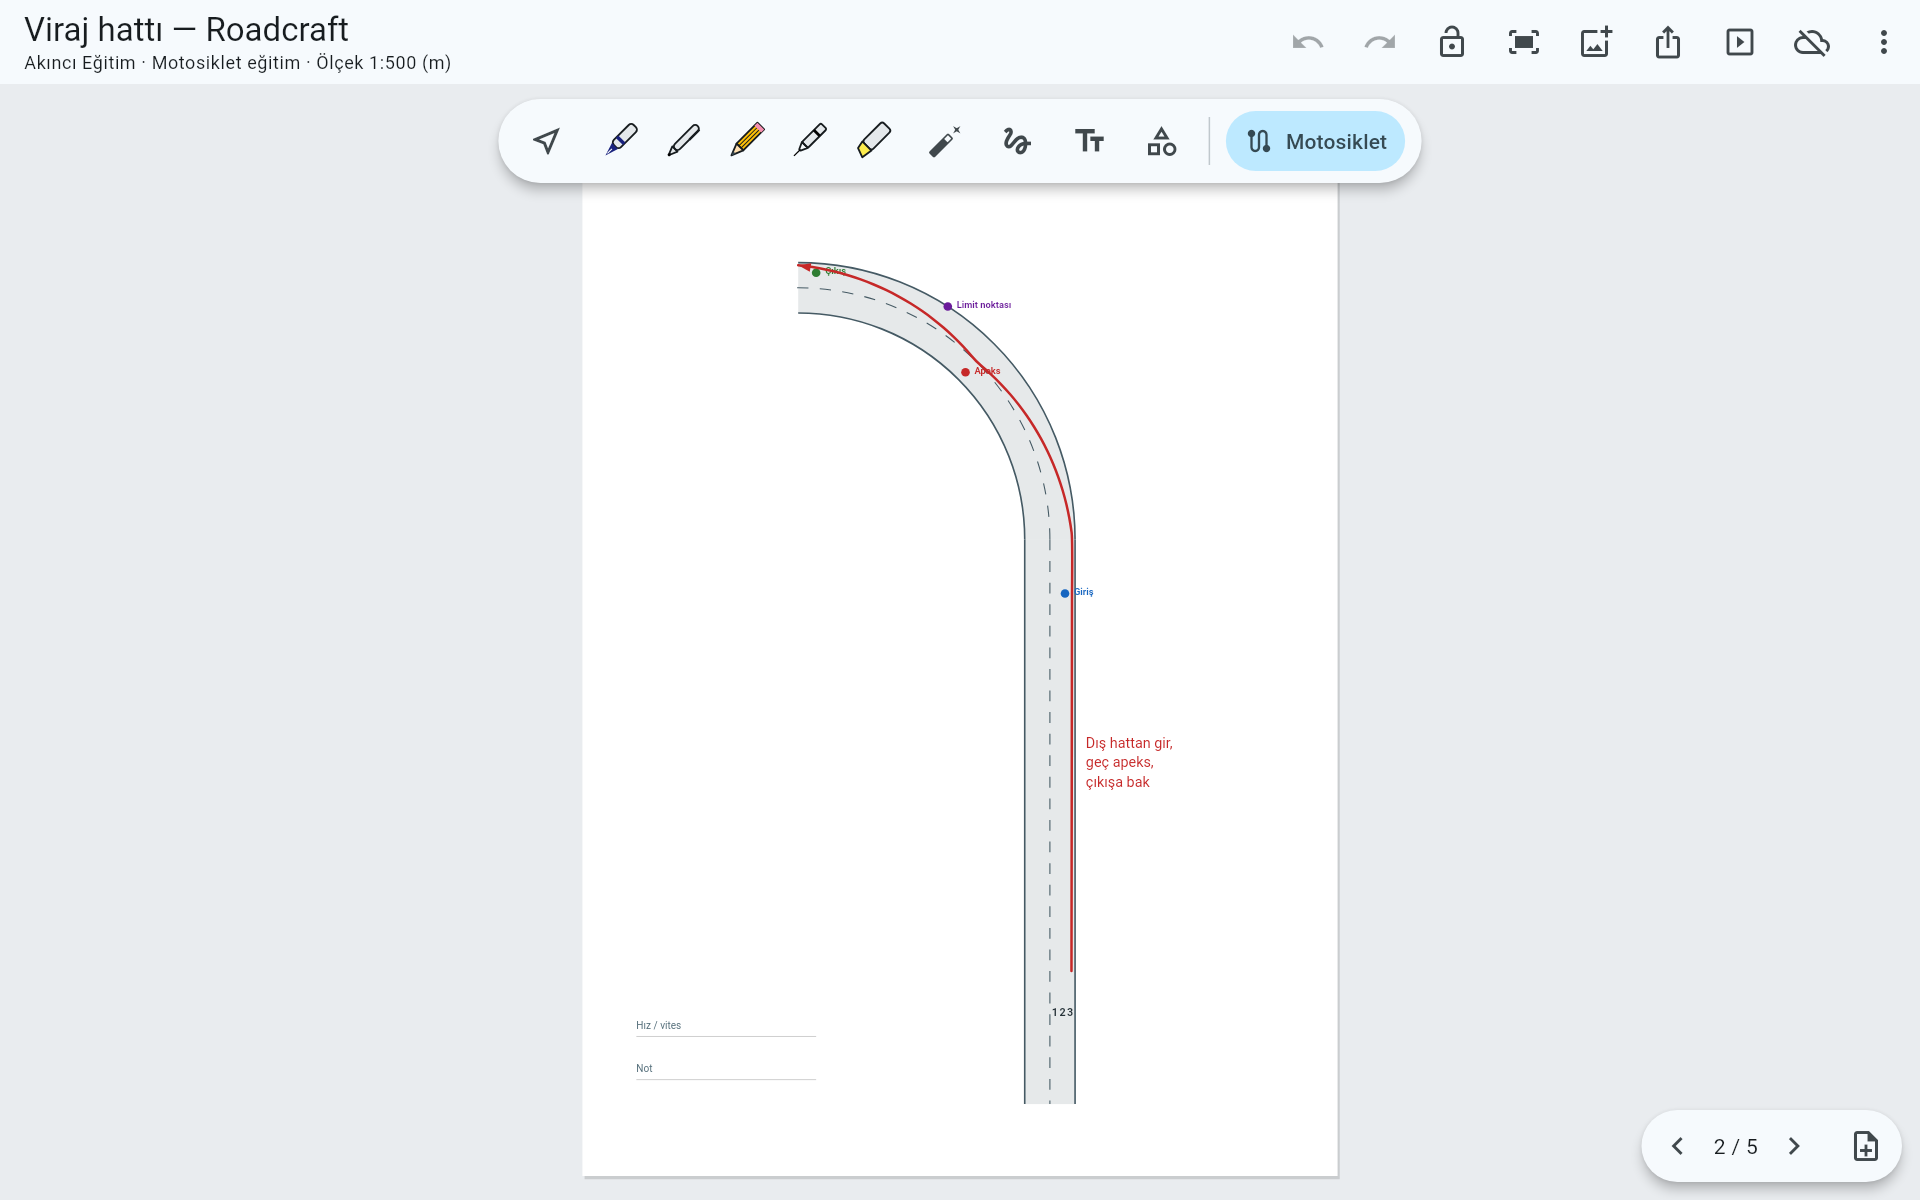 Viraj hattı — Roadcraft
Akıncı Eğitim · Motosiklet eğitim · Ölçek 1:500 (m)
Motosiklet
Çıkış
Limit noktası
Apeks
Giriş
Dış hattan gir,
geç apeks,
çıkışa bak
123
Hız / vites
Not
2 / 5